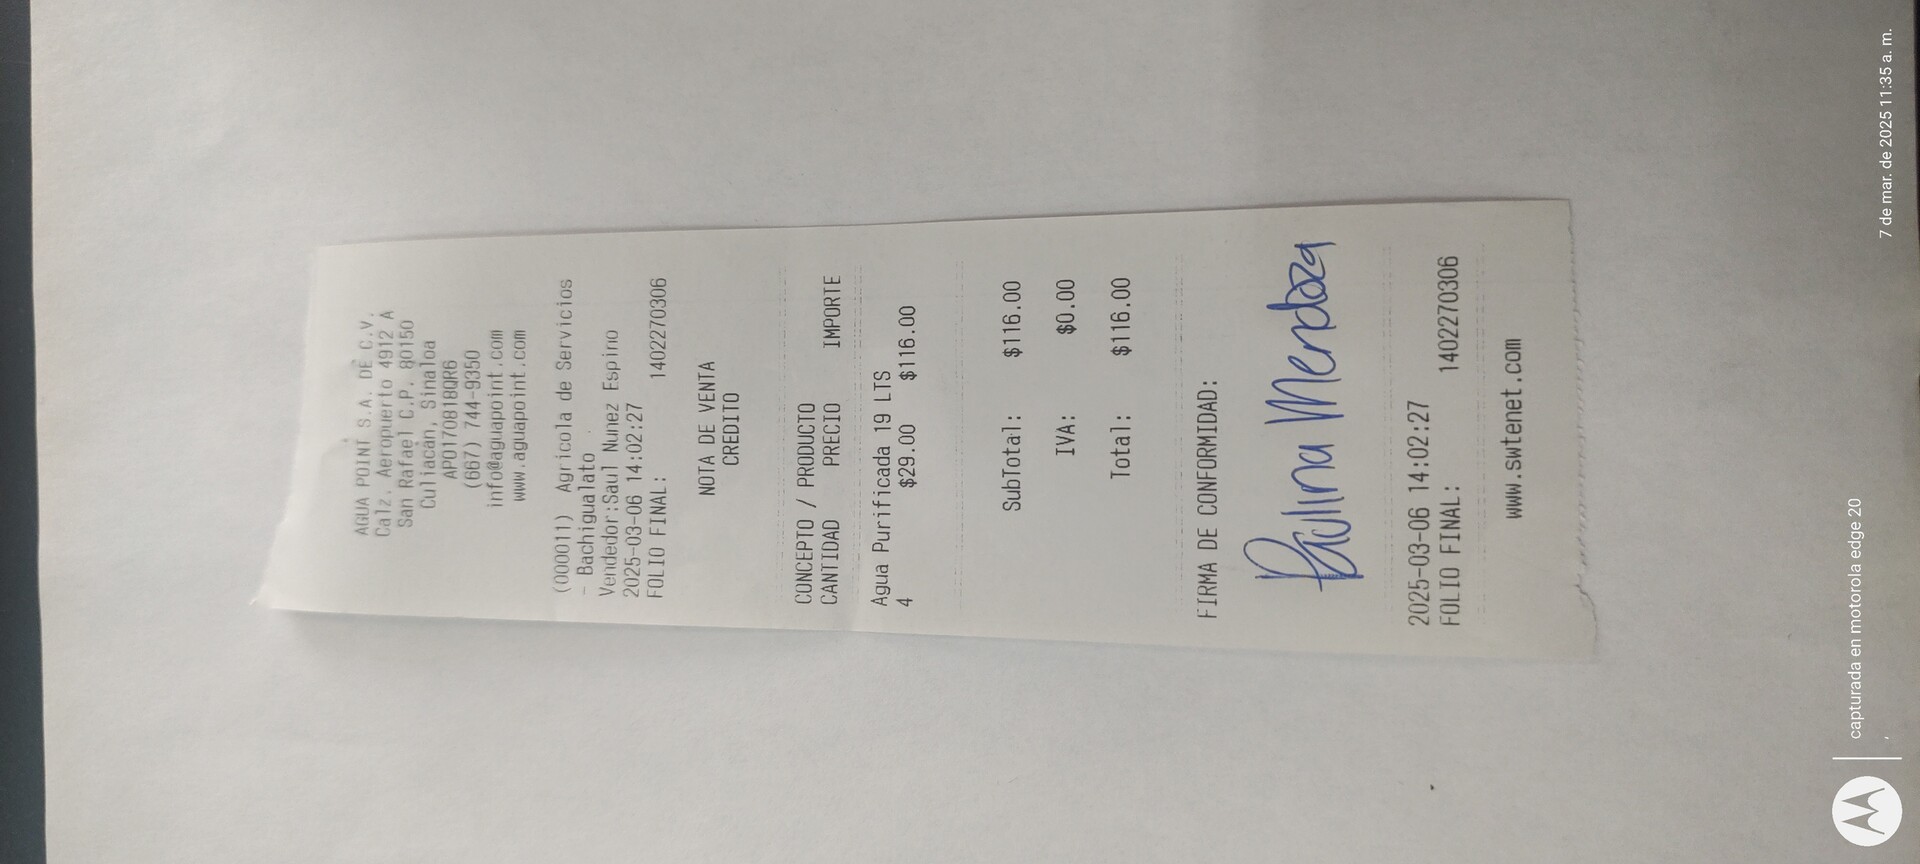 AGUA POINT S.A. DE C.V.
Calz. Aeropuerto 4912 A
San Rafael C.P. 80150
Culiacán, Sinaloa
APO170818QR6
(667) 744-9350
info@aguapoint.com
www.aguapoint.com
(000011) Agricola de Servicios
- Bachigualato
Vendedor:Saul Nunez Espino
2025-03-06 14:02:27
FOLIO FINAL: 1402270306
NOTA DE VENTA
CREDITO
CONCEPTO / PRODUCTO
CANTIDAD PRECIO IMPORTE
Agua Purificada 19 LTS
4 $29.00 $116.00
SubTotal: $116.00
IVA: $0.00
Total: $116.00
FIRMA DE CONFORMIDAD:
Paulina Mendoza
2025-03-06 14:02:27
FOLIO FINAL: 1402270306
www.swtenet.com
capturada en motorola edge 20
7 de mar. de 2025 11:35 a. m.